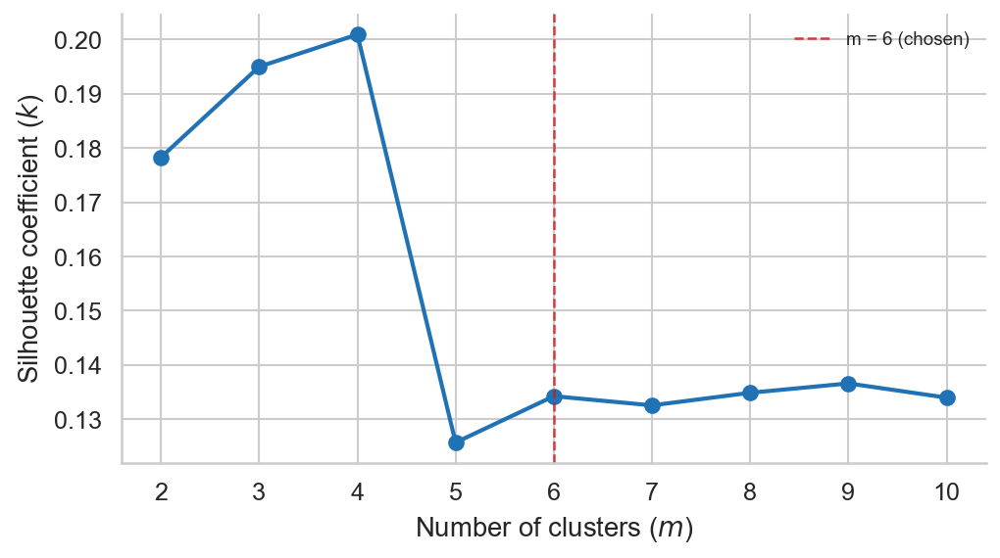 Silhouette coefficient (k)
0.20
0.19
0.18
0.17
0.16
0.15
0.14
0.13
m = 6 (chosen)
2 3 4 5 6 7 8 9 10
Number of clusters (m)